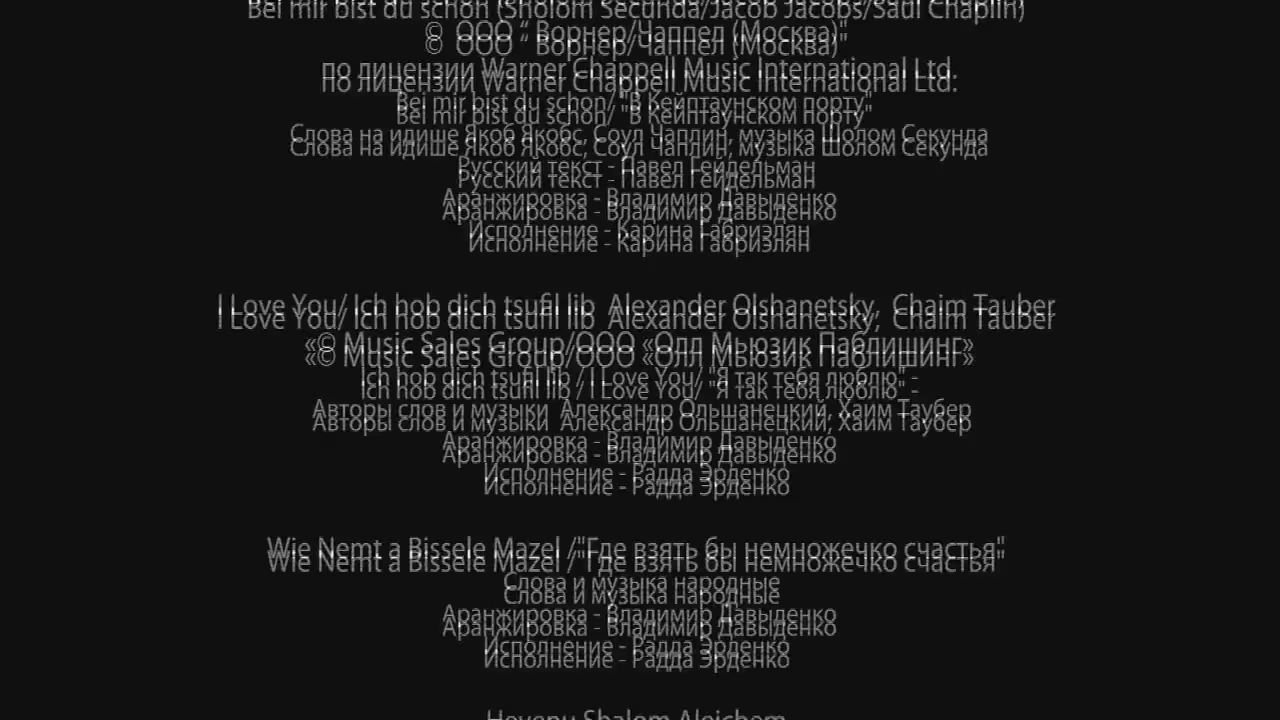 Bei mir bist du schon (Sholom Secunda/Jacob Jacobs/Saul Chaplin)
© ООО “ Ворнер/Чаппел (Москва)"
по лицензии Warner Chappell Music International Ltd.
Bei mir bist du schon/ "В Кейптаунском порту"
Слова на идише Якоб Якобс, Соул Чаплин, музыка Шолом Секунда
Русский текст - Павел Гейдельман
Аранжировка - Владимир Давыденко
Исполнение - Карина Габриэлян
I Love You/ Ich hob dich tsufil lib Alexander Olshanetsky, Chaim Tauber
«© Music Sales Group/ООО «Олл Мьюзик Паблишинг»
Ich hob dich tsufil lib / I Love You/ "Я так тебя люблю" -
Авторы слов и музыки Александр Ольшанецкий, Хаим Таубер
Аранжировка - Владимир Давыденко
Исполнение - Радда Эрденко
Wie Nemt a Bissele Mazel /"Где взять бы немножечко счастья"
Слова и музыка народные
Аранжировка - Владимир Давыденко
Исполнение - Радда Эрденко
Hevenu Shalom Aleichem